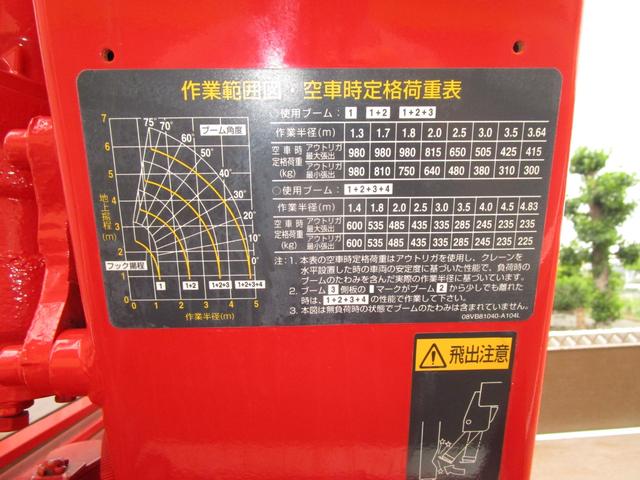 作業範囲図・空車時定格荷重表
○使用ブーム: 1 1+2 1+2+3
作業半径(m) 1.3 1.7 1.8 2.0 2.5 3.0 3.5 3.64
空車時定格荷重(kg) アウトリガ最大張出 980 980 980 815 650 505 425 415
アウトリガ最小張出 980 810 750 640 480 380 310 300
○使用ブーム: 1+2+3+4
作業半径(m) 1.4 1.8 2.0 2.5 3.0 3.5 4.0 4.5 4.83
空車時定格荷重(kg) アウトリガ最大張出 600 535 485 435 335 285 245 235 235
アウトリガ最小張出 600 535 485 435 335 285 245 235 225
注: 1. 本表の空車時定格荷重はアウトリガを使用し、クレーンを
水平設置した時の車両の安定度に基づいた性能で、負荷時の
ブームのたわみを含んだ実際の作業半径に基づいています。
2. ブーム 3 側板の マークがブーム 2 から少しでも離れた
時は、 1+2+3+4 の性能で作業して下さい。
3. 本図は無負荷時の状態でブームのたわみは含まれていません。
08VB81040-A104L
7
6
5
4
3
2
1
0
地上揚程
(m)
75°
70°
60°
50°
40°
30°
20°
10°
0°
ブーム角度
フック揚程
1 1+2 1+2+3 1+2+3+4
0 1 2 3 4 5
作業半径(m)
飛出注意